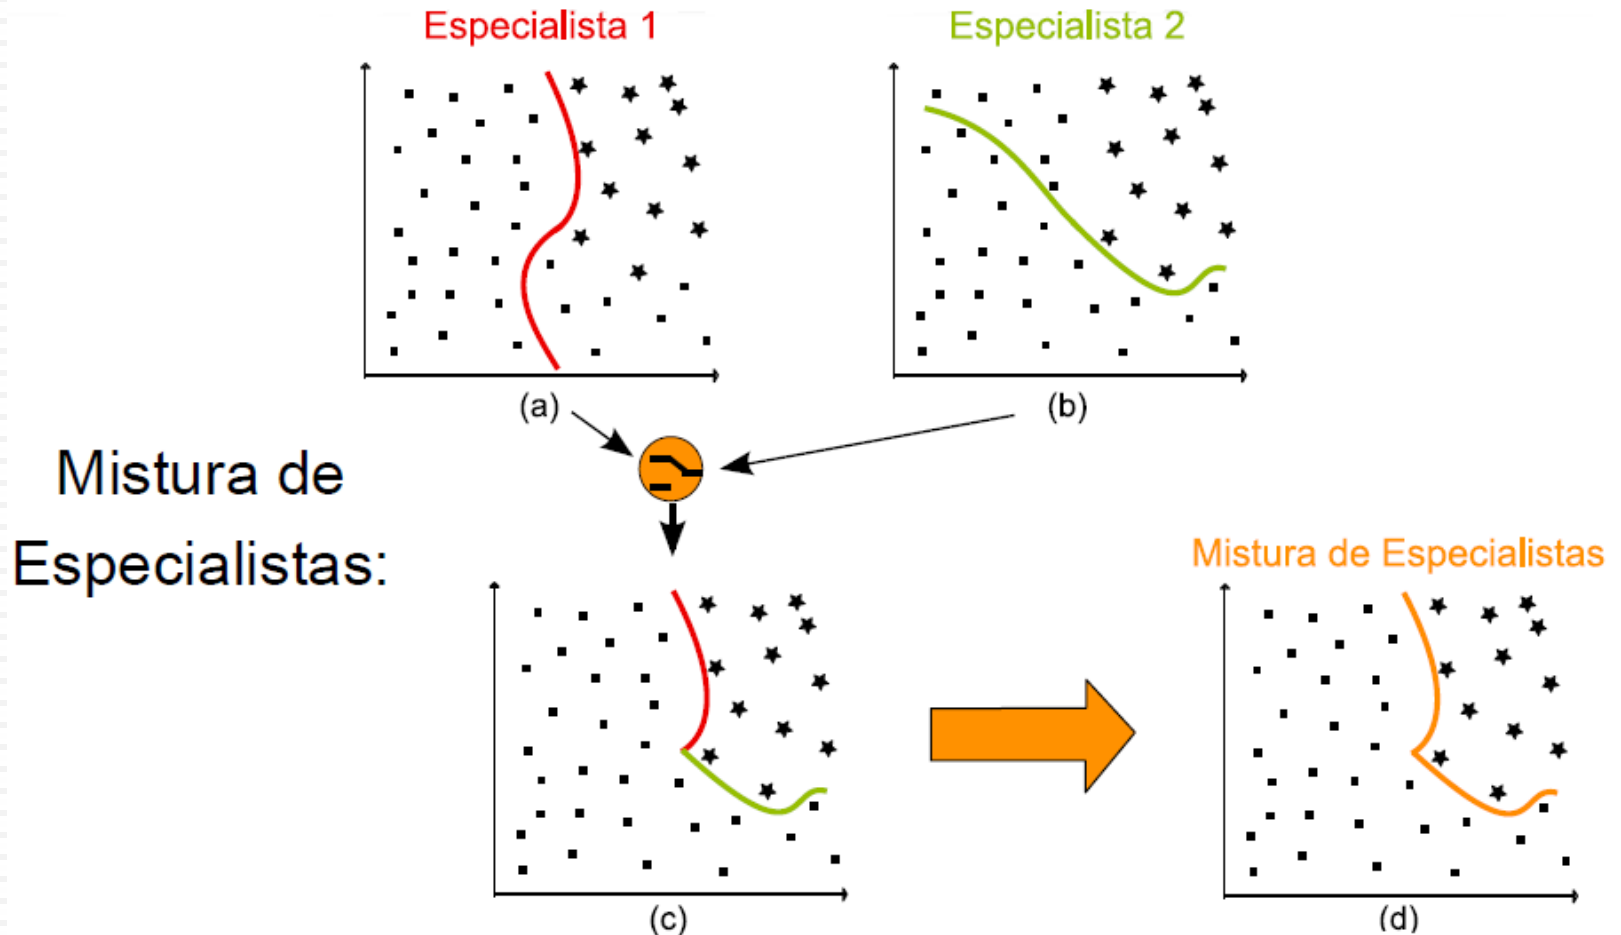 Especialista 1
Especialista 2
(a)
(b)
Mistura de
Especialistas:
Mistura de Especialistas
(c)
(d)